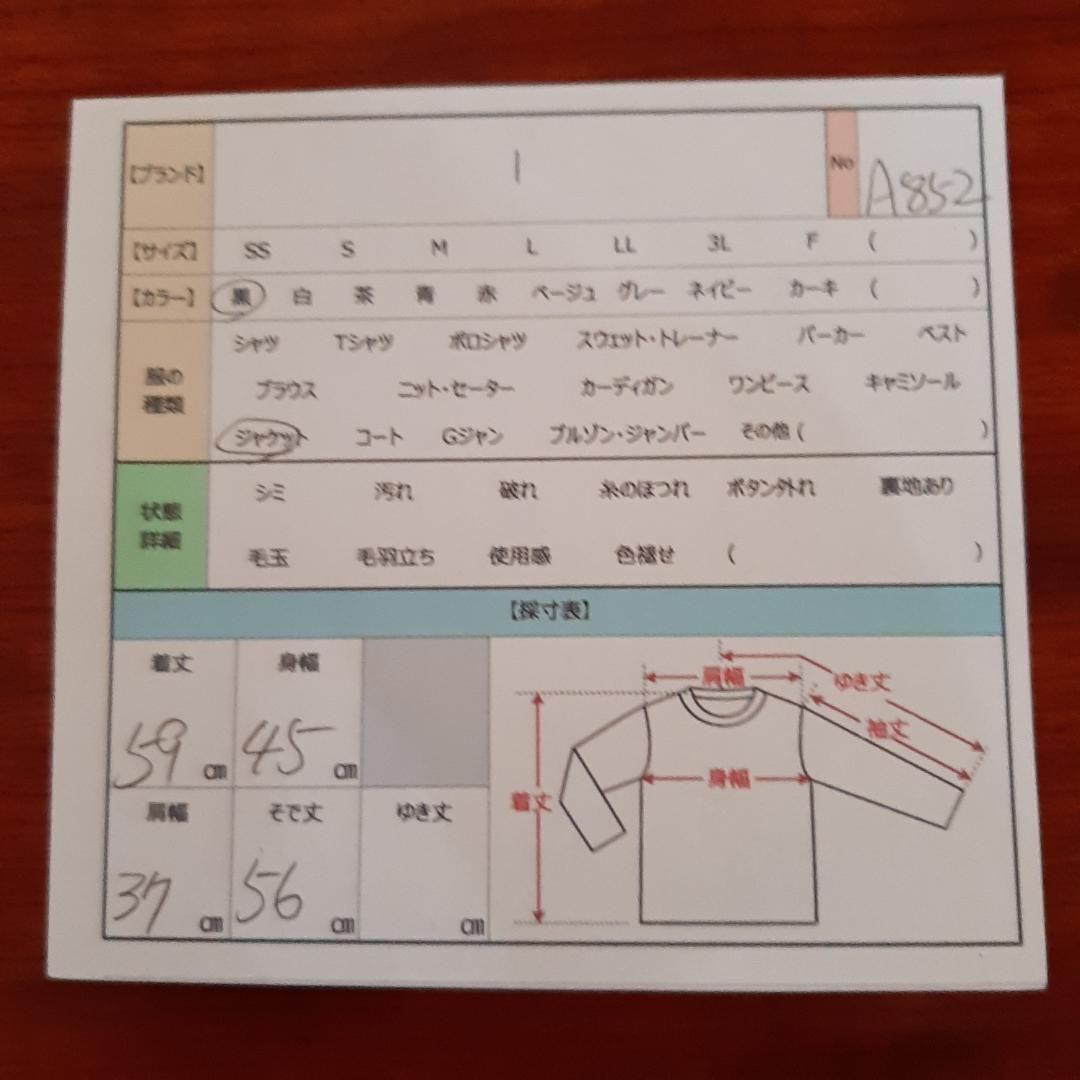 【ブランド】 | No A852
【サイズ】 SS S M L LL 3L F ( )
【カラー】 黒 白 茶 青 赤 ベージュ グレー ネイビー カーキ ( )
服の種類
シャツ Tシャツ ポロシャツ スウェット・トレーナー パーカー ベスト
ブラウス ニット・セーター カーディガン ワンピース キャミソール
ジャケット コート Gジャン ブルゾン・ジャンパー その他 ( )
状態詳細
シミ 汚れ 破れ 糸のほつれ ボタン外れ 裏地あり
毛玉 毛羽立ち 使用感 色褪せ ( )
【採寸表】
着丈 身幅
59 cm 45 cm
肩幅 そで丈 ゆき丈
37 cm 56 cm cm
肩幅 ゆき丈
袖丈
身幅
着丈